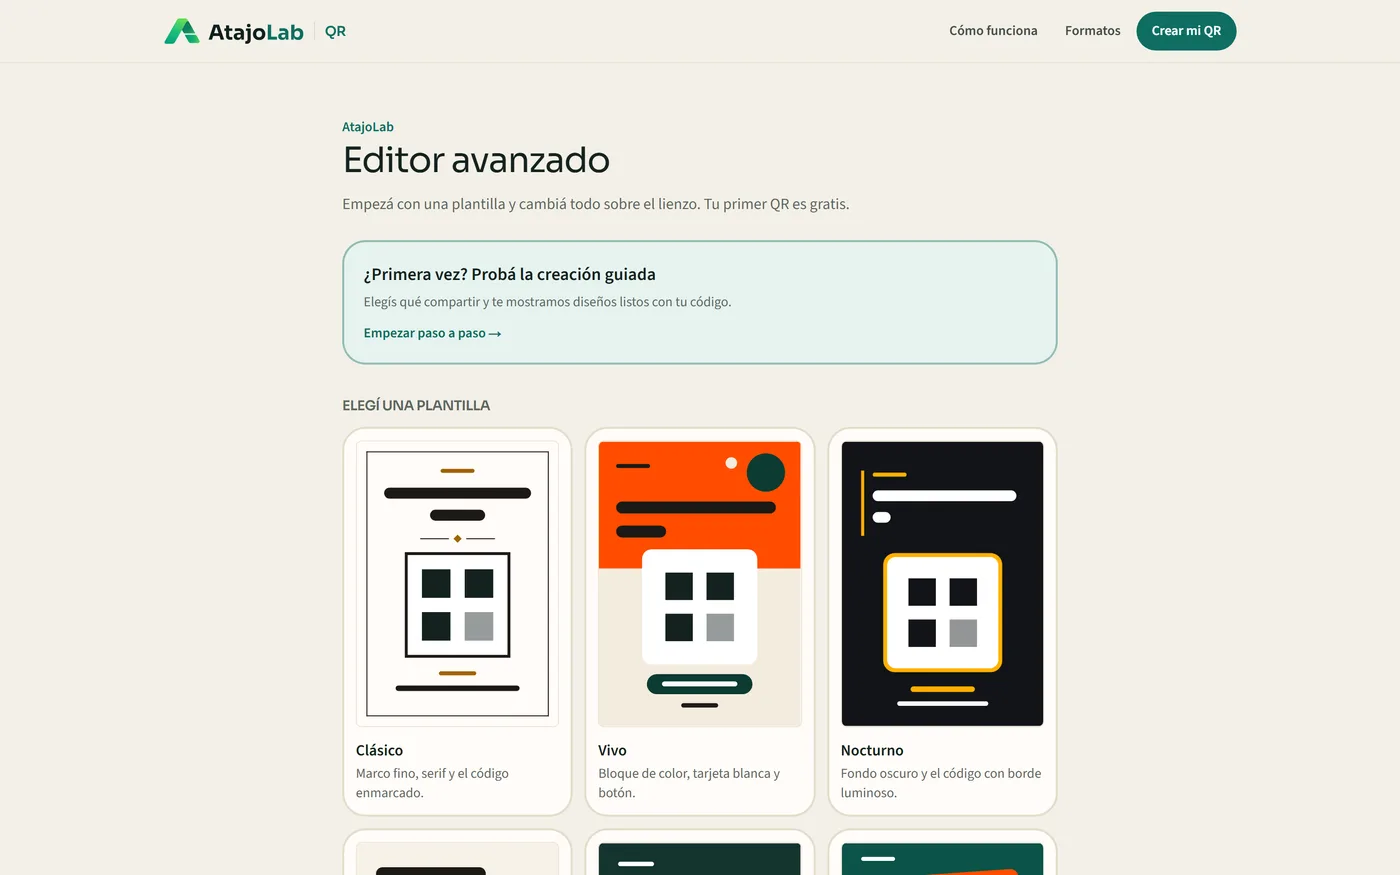 AtajoLab QR
Cómo funciona
Formatos
Crear mi QR
AtajoLab
Editor avanzado
Empezá con una plantilla y cambiá todo sobre el lienzo. Tu primer QR es gratis.
¿Primera vez? Probá la creación guiada
Elegís qué compartir y te mostramos diseños listos con tu código.
Empezar paso a paso →
ELEGÍ UNA PLANTILLA
Clásico
Marco fino, serif y el código
enmarcado.
Vivo
Bloque de color, tarjeta blanca y
botón.
Nocturno
Fondo oscuro y el código con borde
luminoso.